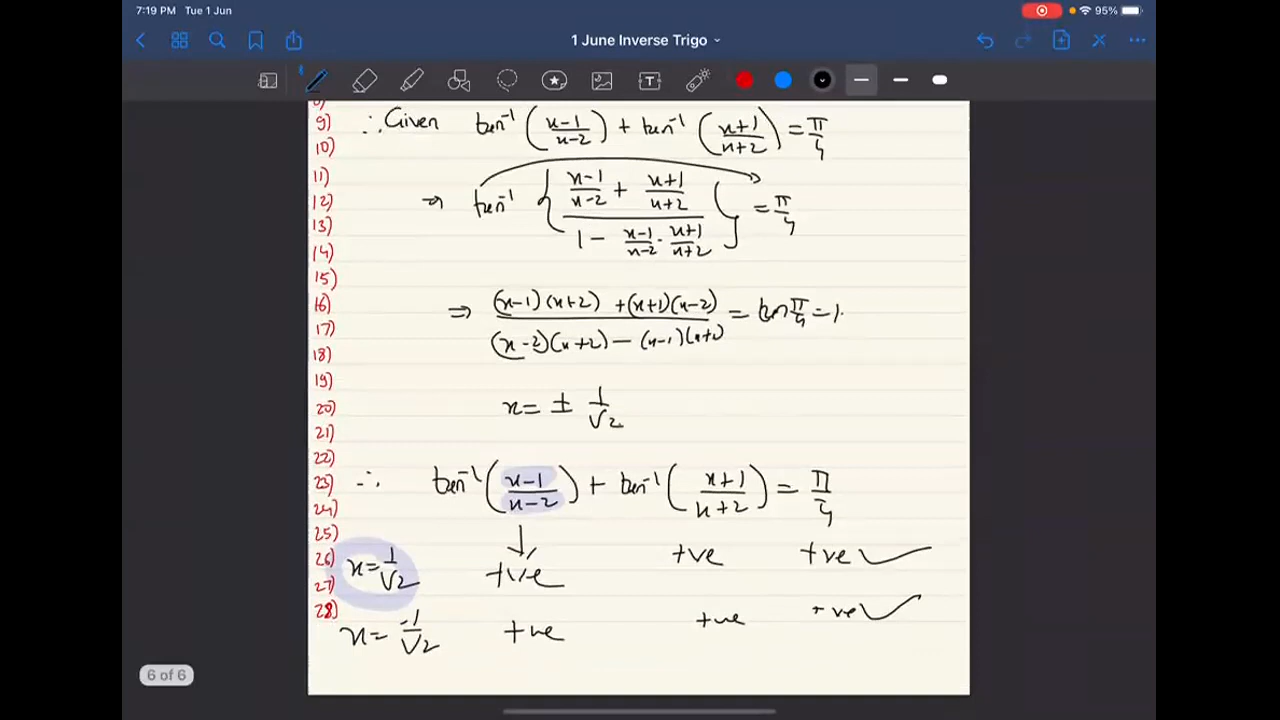 7:19 PM Tue 1 Jun 95%
1 June Inverse Trigo
9) ∴ Given tan⁻¹ ((x-1)/(x-2)) + tan⁻¹ ((x+1)/(x+2)) = π/4
10)
11)
12) ⇒ tan⁻¹ { ((x-1)/(x-2) + (x+1)/(x+2)) / (1 - (x-1)/(x-2) · (x+1)/(x+2)) } = π/4
13)
14)
15)
16) ⇒ ((x-1)(x+2) + (x+1)(x-2)) / ((x-2)(x+2) - (x-1)(x+2)) = tan π/4 = 1.
17)
18)
19)
20) x = ± 1/√2
21)
22)
23) ∴ tan⁻¹ ((x-1)/(x-2)) + tan⁻¹ ((x+1)/(x+2)) = π/4
24)
25)
26) x = 1/√2 +ve +ve +ve ✓
27)
28) x = -1/√2 +ve +ve +ve ✓
6 of 6